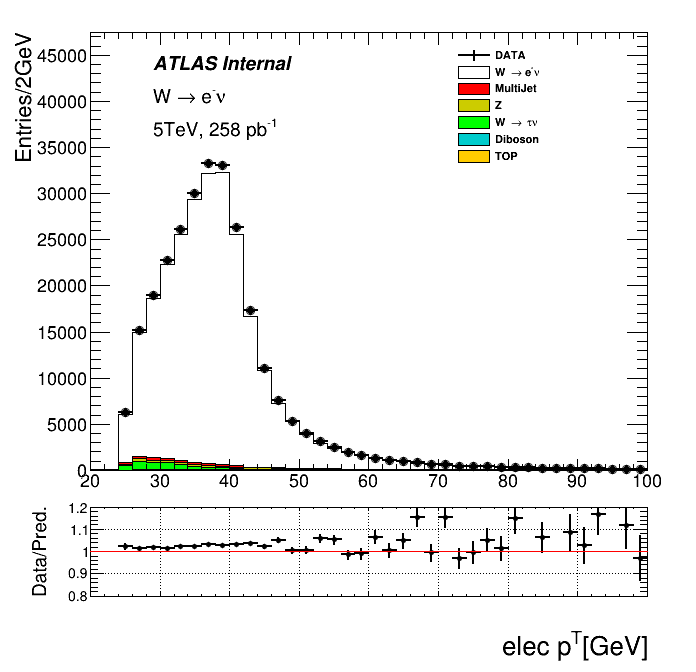 Entries/2GeV
45000
40000
35000
30000
25000
20000
15000
10000
5000
0
ATLAS Internal
W → e⁻ν
5TeV, 258 pb⁻¹
DATA
W → e⁻ν
MultiJet
Z
W → τν
Diboson
TOP
20 30 40 50 60 70 80 90 100
Data/Pred.
1.2
1.1
1
0.9
0.8
elec pᵀ[GeV]